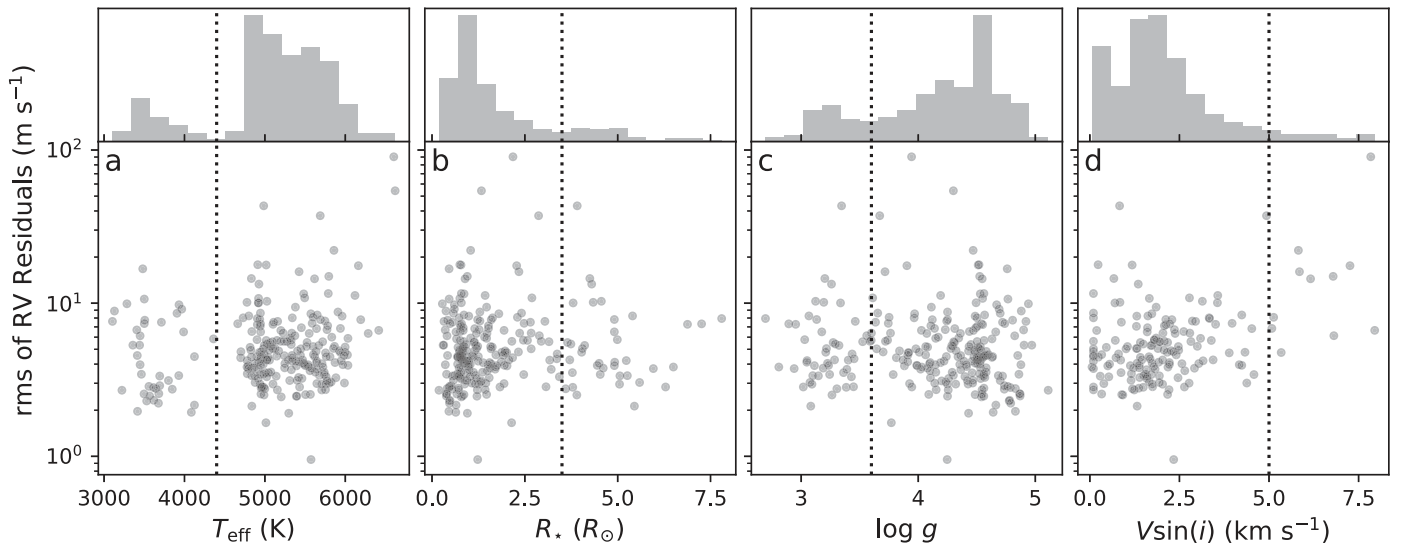 rms of RV Residuals (m s⁻¹)
10²
10¹
10⁰
a
b
c
d
3000 4000 5000 6000
0.0 2.5 5.0 7.5
3 4 5
0.0 2.5 5.0 7.5
T_eff (K)
R⋆ (R⊙)
log g
Vsin(i) (km s⁻¹)